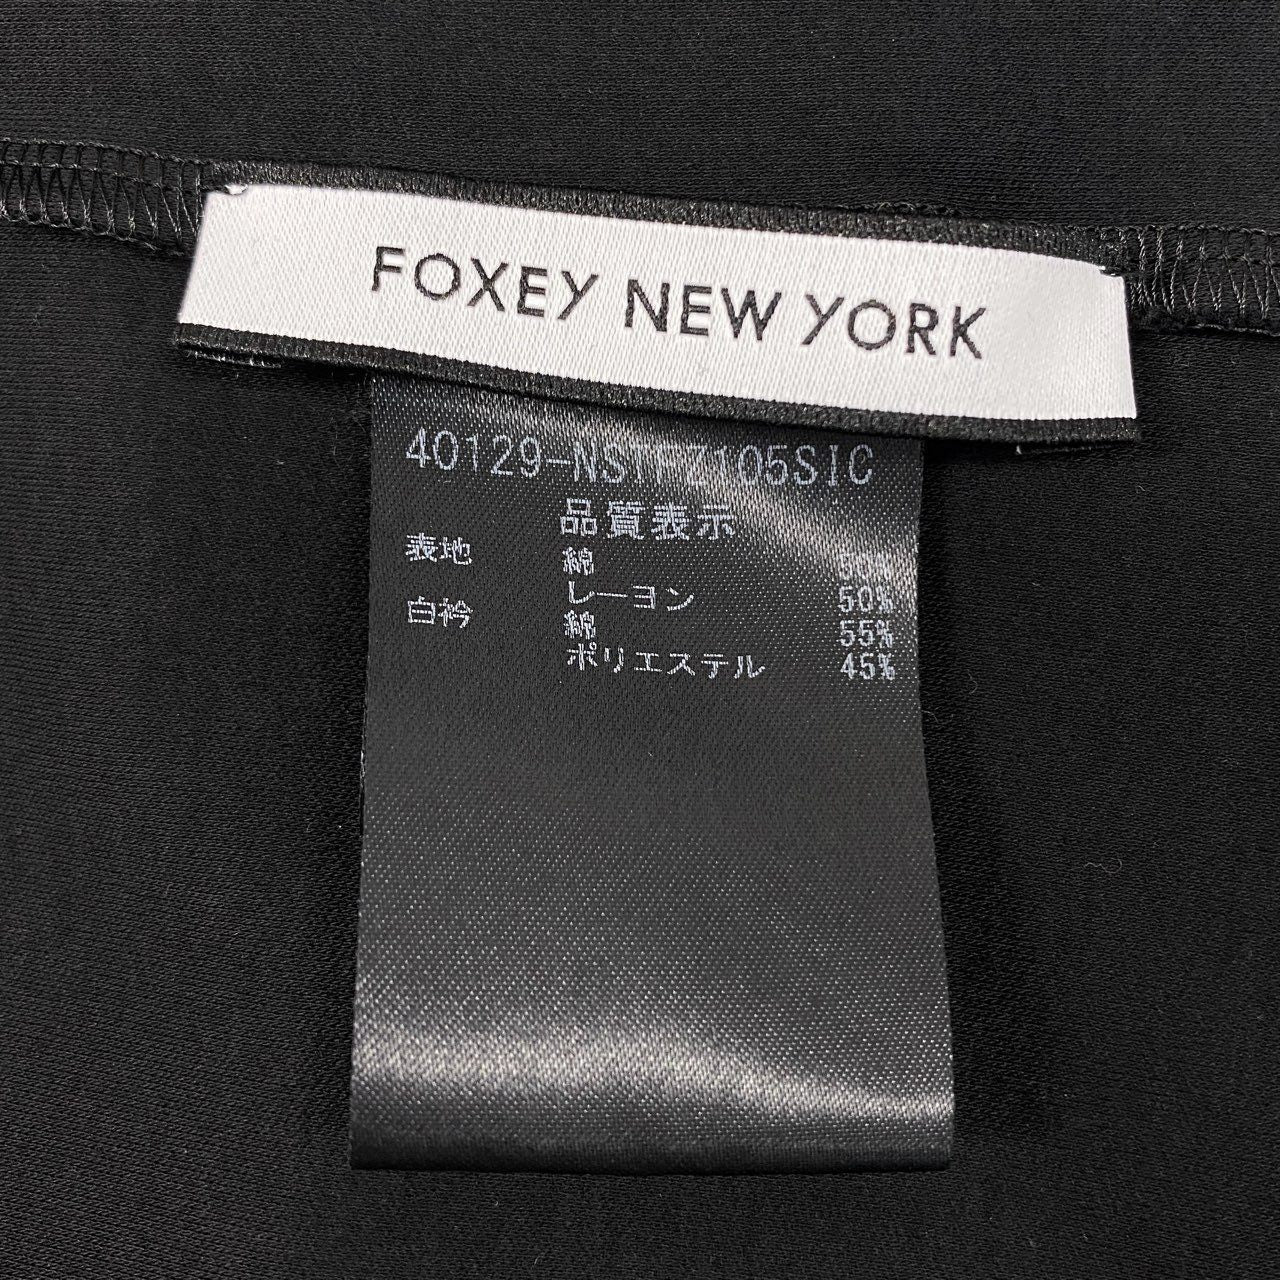 FOXEY NEW YORK
40129-NSTPZ105SIC
品質表示
表地 綿 50%
レーヨン 50%
白衿 綿 55%
ポリエステル 45%